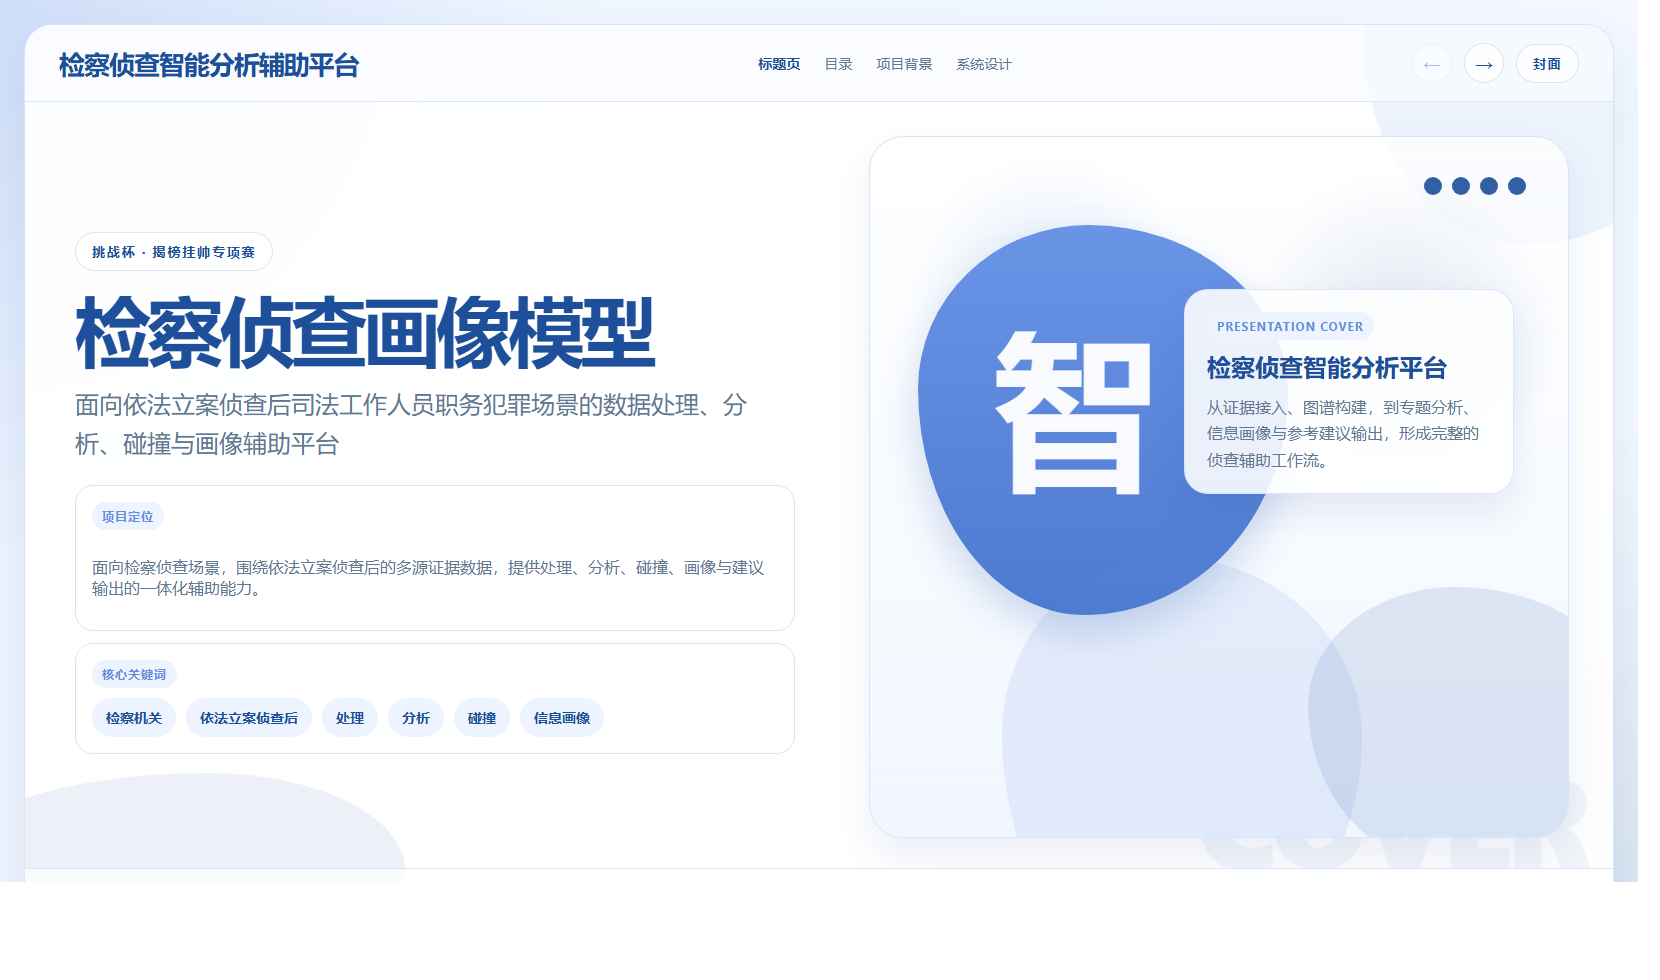 检察侦查智能分析辅助平台
标题页 目录 项目背景 系统设计
← → 封面
挑战杯 · 揭榜挂帅专项赛
检察侦查画像模型
面向依法立案侦查后司法工作人员职务犯罪场景的数据处理、分
析、碰撞与画像辅助平台
项目定位
面向检察侦查场景，围绕依法立案侦查后的多源证据数据，提供处理、分析、碰撞、画像与建议
输出的一体化辅助能力。
核心关键词
检察机关 依法立案侦查后 处理 分析 碰撞 信息画像
智
PRESENTATION COVER
检察侦查智能分析平台
从证据接入、图谱构建，到专题分析、
信息画像与参考建议输出，形成完整的
侦查辅助工作流。
COVER